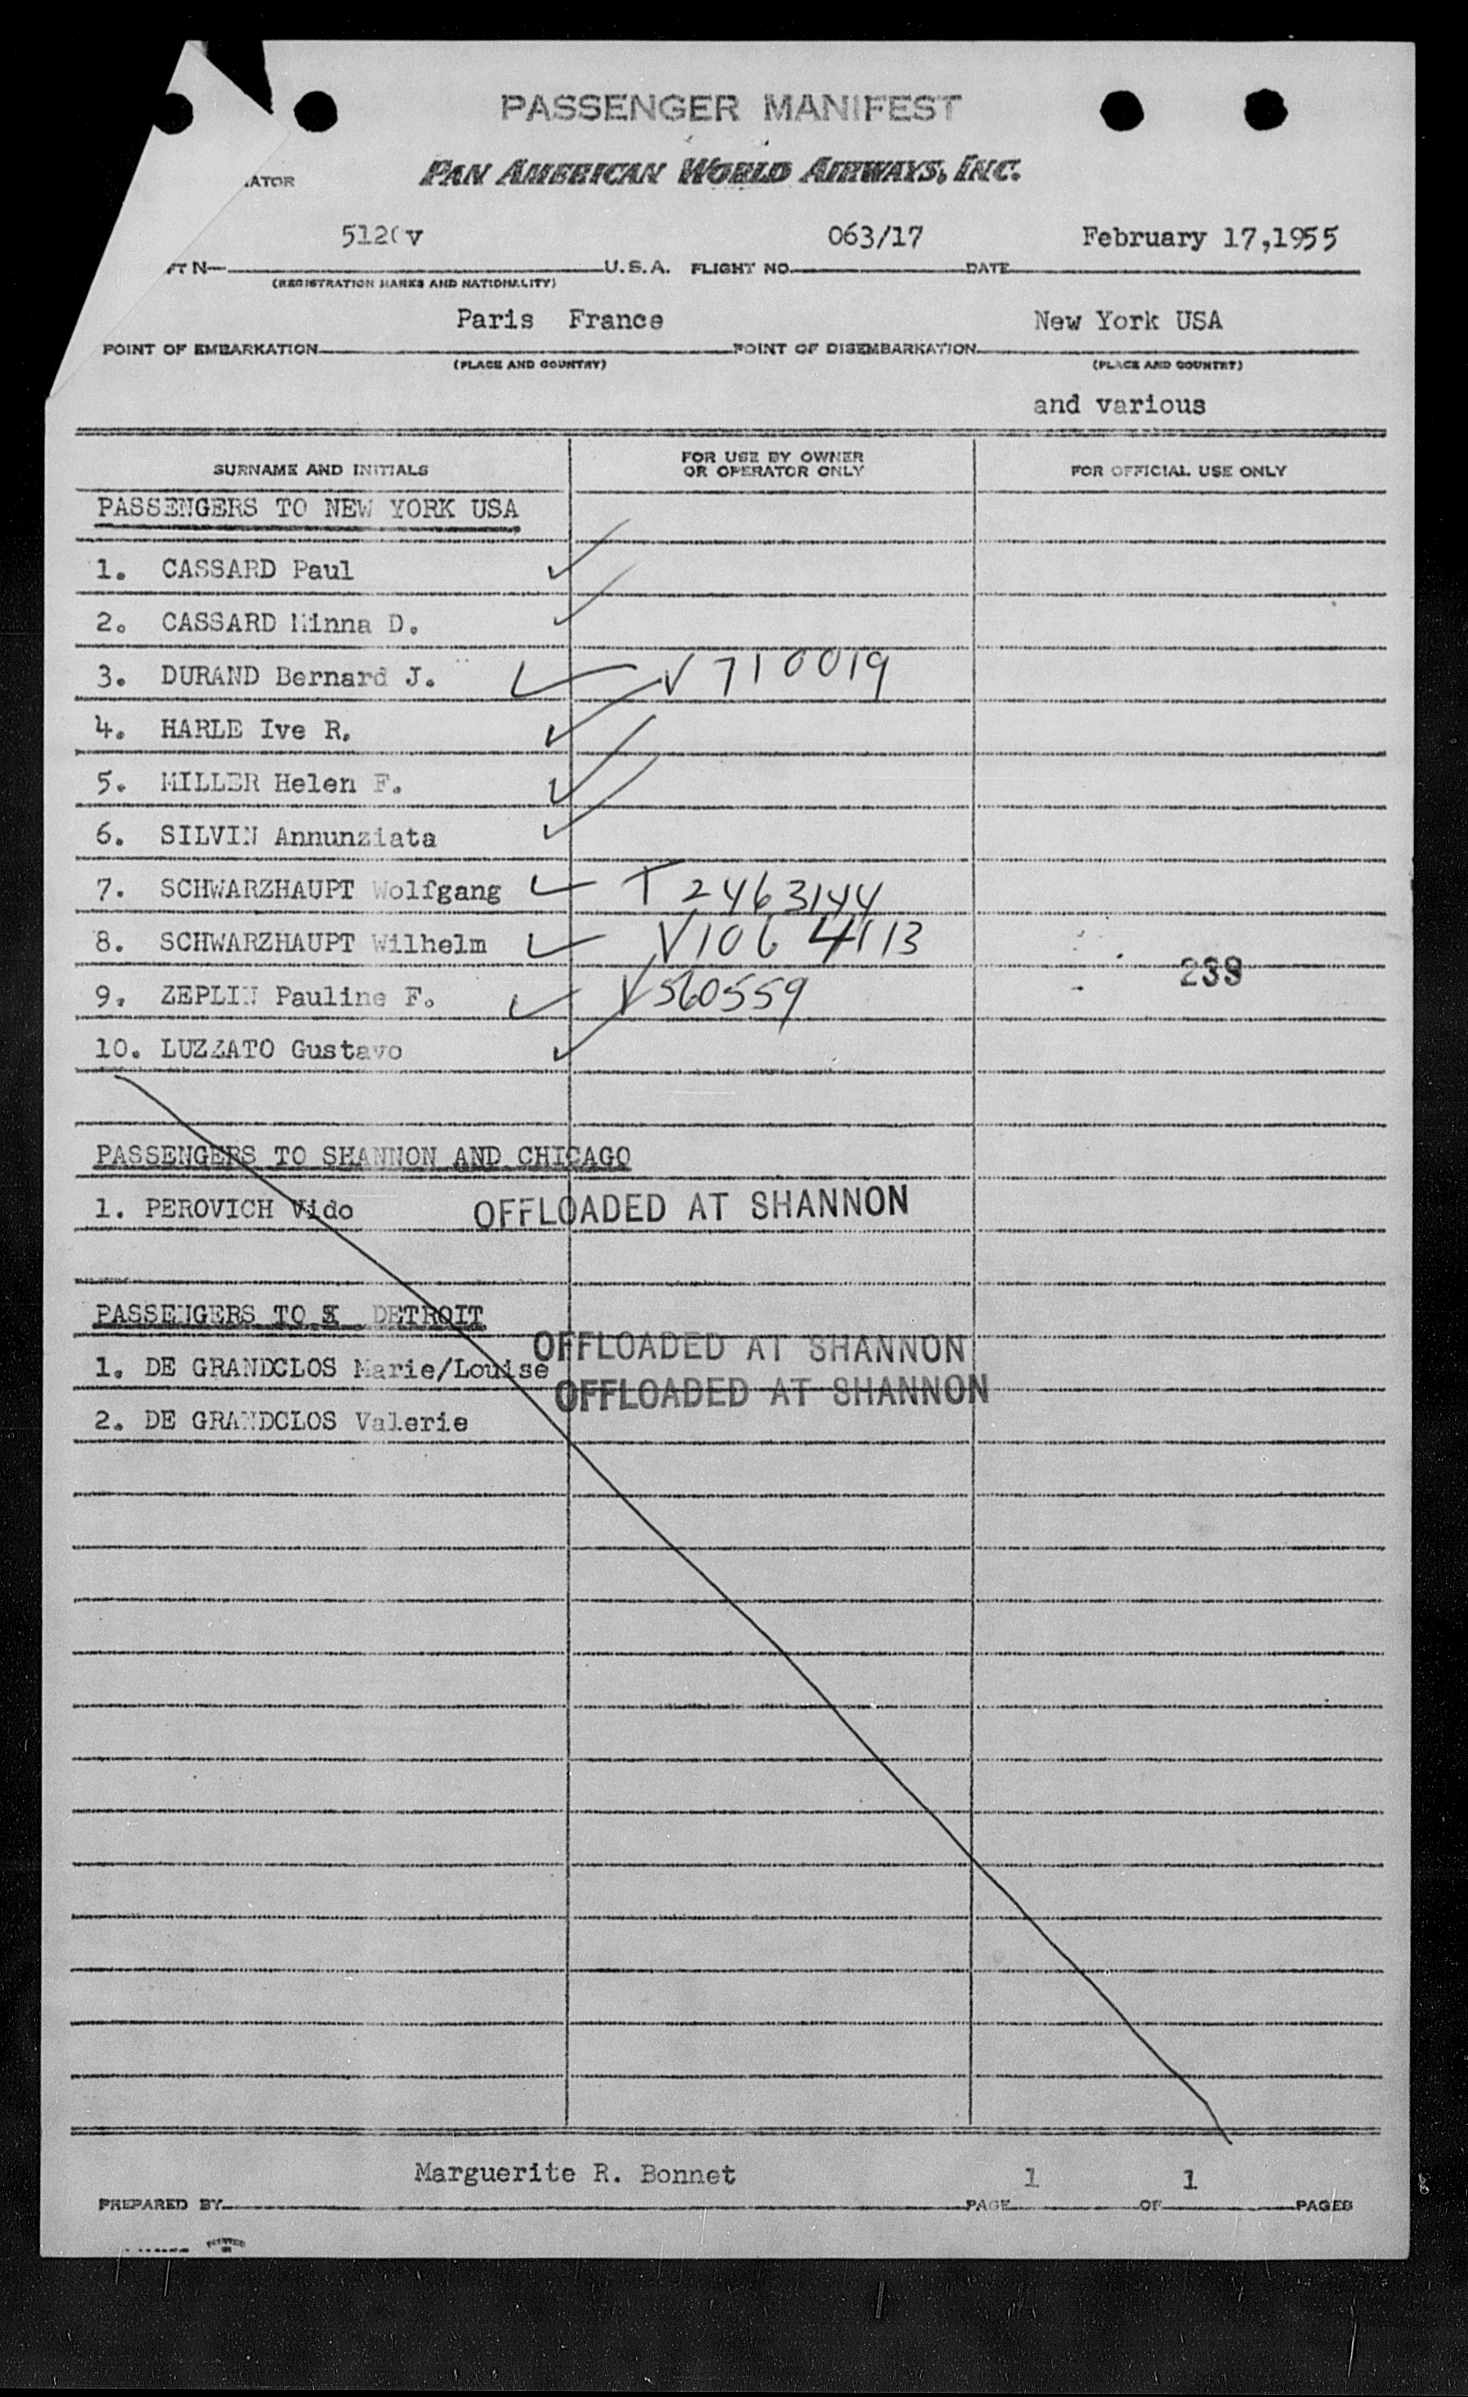 PASSENGER MANIFEST
PAN AMERICAN WORLD AIRWAYS, INC.
ATOR
512 v 063/17 February 17,1955
FT N U.S.A. FLIGHT NO. DATE
(REGISTRATION MARKS AND NATIONALITY)
Paris France New York USA
POINT OF EMBARKATION POINT OF DISEMBARKATION
(PLACE AND COUNTRY) (PLACE AND COUNTRY)
and various
SURNAME AND INITIALS FOR USE BY OWNER OR OPERATOR ONLY FOR OFFICIAL USE ONLY
PASSENGERS TO NEW YORK USA
1. CASSARD Paul
2. CASSARD Minna D.
3. DURAND Bernard J. V 710019
4. HARLE Ive R.
5. MILLER Helen F.
6. SILVIN Annunziata
7. SCHWARZHAUPT Wolfgang T 2463144
8. SCHWARZHAUPT Wilhelm V106 4113
239
9. ZEPLIN Pauline F. V560559
10. LUZZATO Gustavo
PASSENGERS TO SHANNON AND CHICAGO
1. PEROVICH Vido OFFLOADED AT SHANNON
PASSENGERS TO X DETROIT
OFFLOADED AT SHANNON
1. DE GRANDCLOS Marie/Louise
OFFLOADED AT SHANNON
2. DE GRANDCLOS Valerie
Marguerite R. Bonnet 1 1
PREPARED BY PAGE OF PAGES